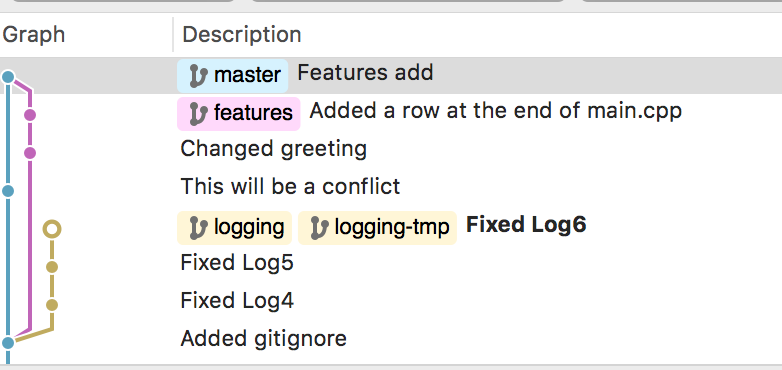 Graph Description
master Features add
features Added a row at the end of main.cpp
Changed greeting
This will be a conflict
logging logging-tmp Fixed Log6
Fixed Log5
Fixed Log4
Added gitignore